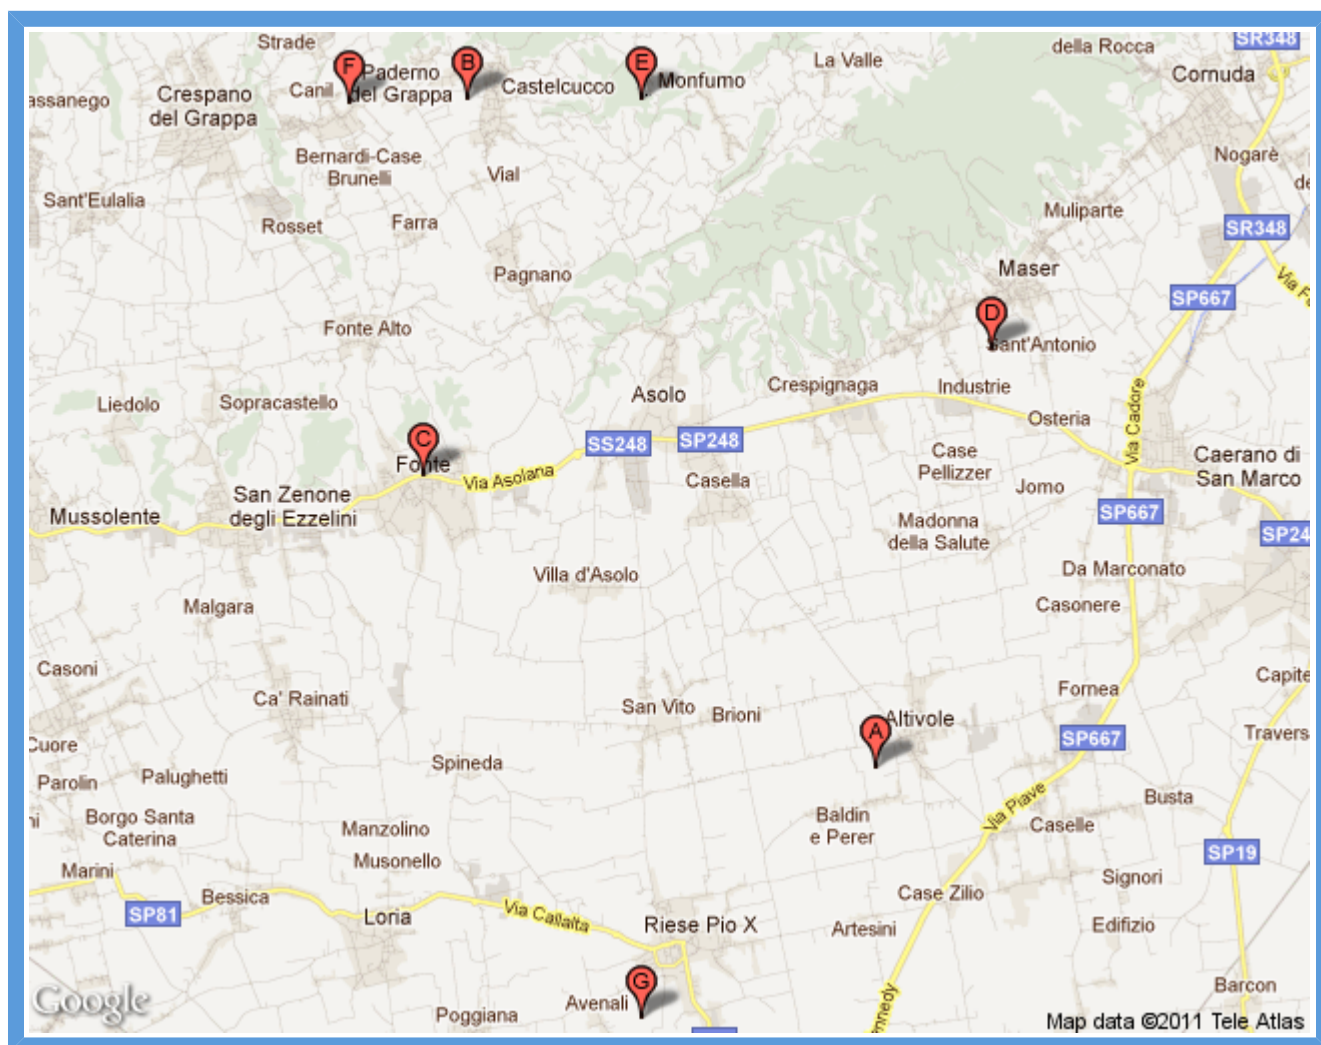 Strade
della Rocca
SR348
F
B
E
La Valle
Paderno
del Grappa
Castelcucco
Monfumo
Cornuda
Canil
assanego
Crespano
del Grappa
Bernardi-Case
Brunelli
Vial
Nogarè
de
Sant'Eulalia
Rosset
Farra
Muliparte
SR348
Pagnano
Maser
SP667
Via F
D
Fonte Alto
Sant'Antonio
Liedolo
Sopracastello
Asolo
Crespignaga
Industrie
Osteria
Via Cadore
C
Fonte
SS248
SP248
Via Asolana
Casella
Case
Pellizzer
Jomo
Caerano di
San Marco
San Zenone
degli Ezzelini
Mussolente
Madonna
della Salute
SP667
SP24
Villa d'Asolo
Da Marconato
Malgara
Casonere
Casoni
Ca' Rainati
San Vito
Brioni
Fornea
Capite
A
Altivole
SP667
Travers
Cuore
Parolin
Palughetti
Spineda
Via Piave
Busta
ni
Borgo Santa
Caterina
Manzolino
Baldin
e Perer
Caselle
Musonello
SP19
Marini
Bessica
SP81
Loria
Via Callalta
Riese Pio X
Case Zilio
Signori
Artesini
Edifizio
G
Google
Avenali
Poggiana
nnedy
Barcon
Map data ©2011 Tele Atlas